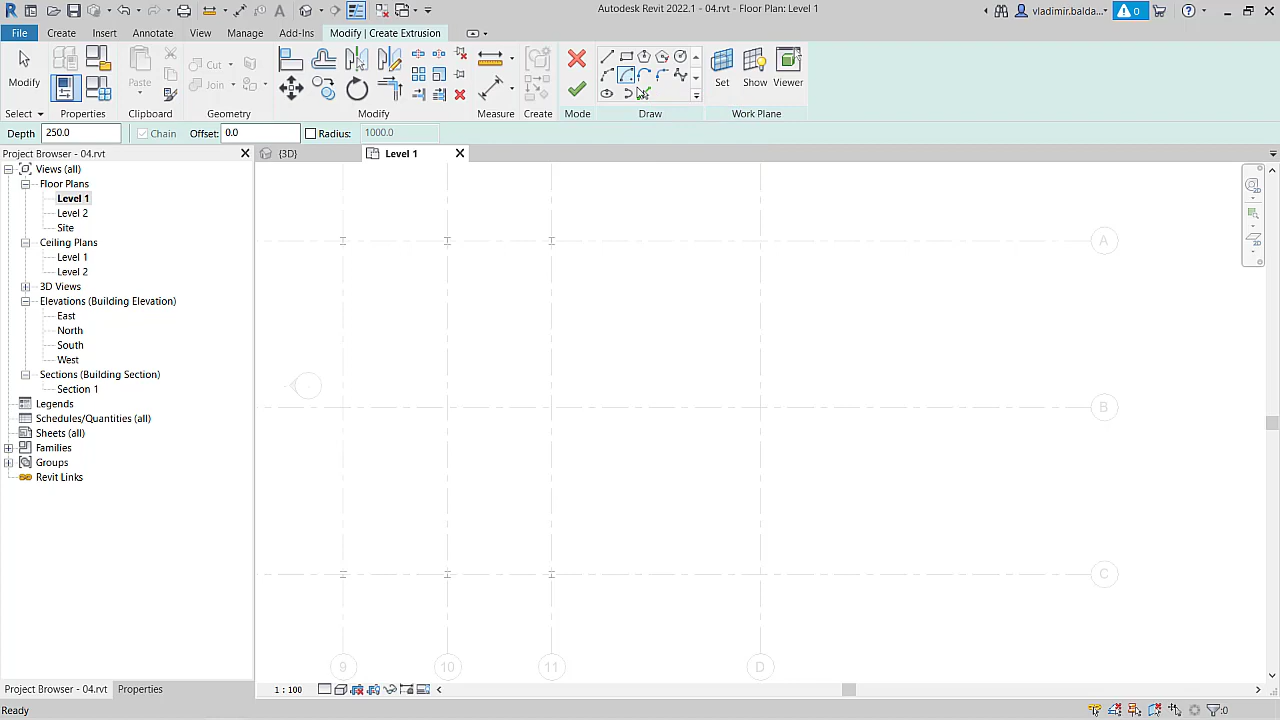 Autodesk Revit 2022.1 - 04.rvt - Floor Plan: Level 1
vladimir.balda...
0
File Create Insert Annotate View Manage Add-Ins Modify | Create Extrusion
Modify
Paste
Cut
Join
Set Show Viewer
Select Properties Clipboard Geometry Modify Measure Create Mode Draw Work Plane
Depth 250.0 Chain Offset: 0.0 Radius: 1000.0
Project Browser - 04.rvt
{3D}
Level 1
Views (all)
Floor Plans
Level 1
Level 2
Site
Ceiling Plans
Level 1
Level 2
3D Views
Elevations (Building Elevation)
East
North
South
West
Sections (Building Section)
Section 1
Legends
Schedules/Quantities (all)
Sheets (all)
Families
Groups
Revit Links
A
B
C
9 10 11 D
Project Browser - 04.rvt Properties
1 : 100
Ready
:0